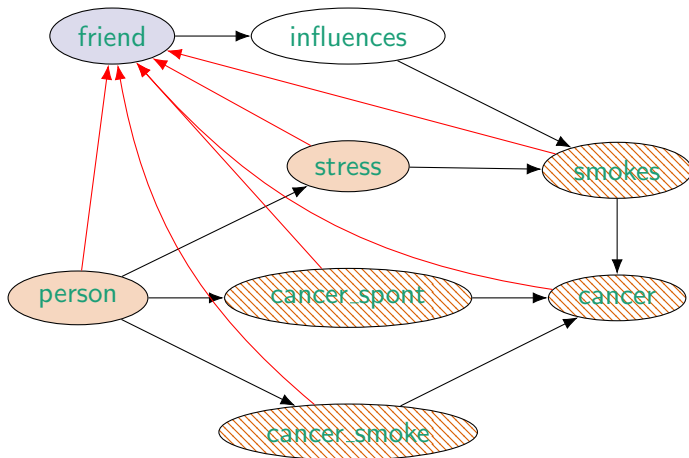 friend
influences
stress
smokes
person
cancer_spont
cancer
cancer_smoke